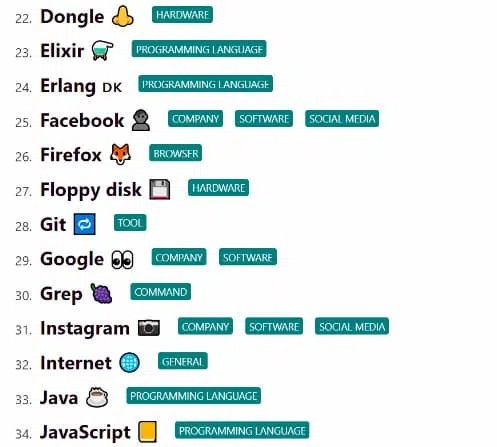 22. Dongle 👃 HARDWARE
23. Elixir ⚗️ PROGRAMMING LANGUAGE
24. Erlang DK PROGRAMMING LANGUAGE
25. Facebook 👤 COMPANY SOFTWARE SOCIAL MEDIA
26. Firefox 🦊 BROWSER
27. Floppy disk 💾 HARDWARE
28. Git 🔁 TOOL
29. Google 👀 COMPANY SOFTWARE
30. Grep 🍇 COMMAND
31. Instagram 📷 COMPANY SOFTWARE SOCIAL MEDIA
32. Internet 🌐 GENERAL
33. Java ☕ PROGRAMMING LANGUAGE
34. JavaScript 📒 PROGRAMMING LANGUAGE